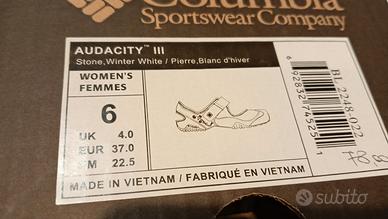 Columbia
Sportswear Company
AUDACITY™ III
Stone,Winter White / Pierre,Blanc d'hiver
WOMEN'S
FEMMES
6
UK 4.0
EUR 37.0
CM 22.5
MADE IN VIETNAM / FABRIQUÉ EN VIETNAM
BL 2248-022
subito